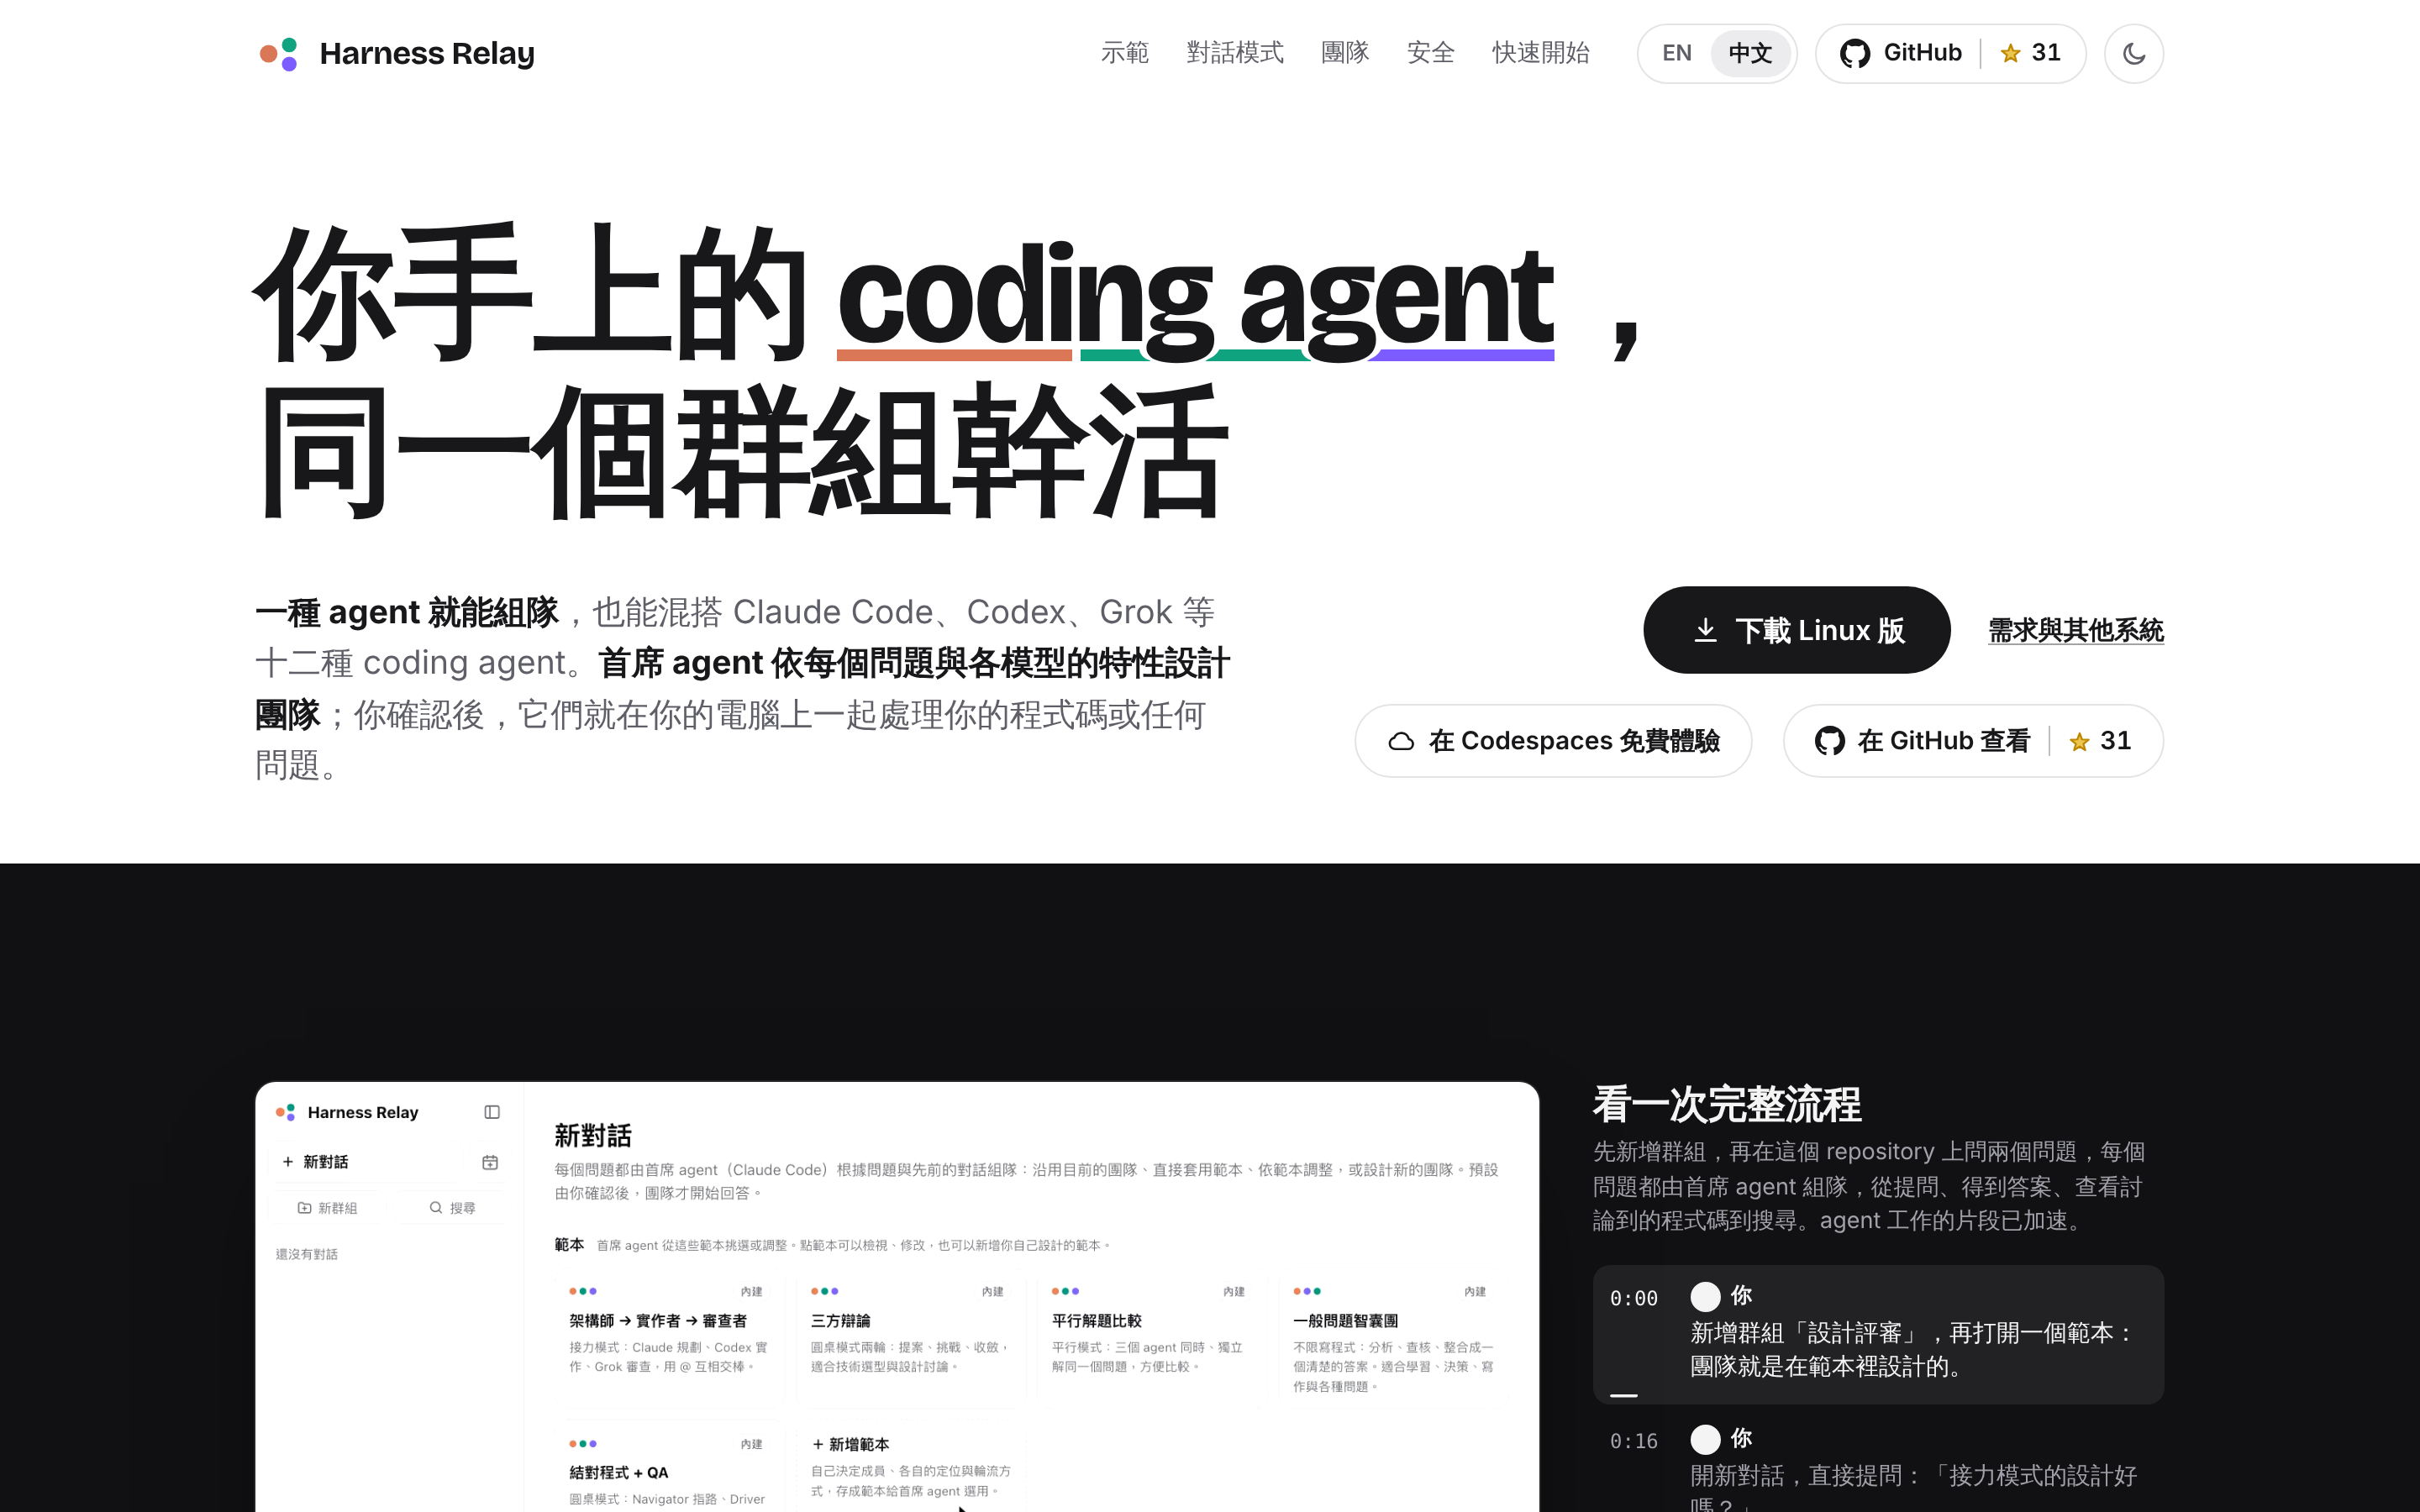 Harness Relay
示範 對話模式 團隊 安全 快速開始 EN 中文 GitHub 31
你手上的 coding agent，
同一個群組幹活
一種 agent 就能組隊，也能混搭 Claude Code、Codex、Grok 等
十二種 coding agent。首席 agent 依每個問題與各模型的特性設計
團隊；你確認後，它們就在你的電腦上一起處理你的程式碼或任何
問題。
下載 Linux 版 需求與其他系統
在 Codespaces 免費體驗 在 GitHub 查看 31
Harness Relay
+ 新對話
新群組 搜尋
還沒有對話
新對話
每個問題都由首席 agent（Claude Code）根據問題與先前的對話組隊：沿用目前的團隊、直接套用範本、依範本調整，或設計新的團隊。預設
由你確認後，團隊才開始回答。
範本 首席 agent 從這些範本挑選或調整。點範本可以檢視、修改，也可以新增你自己設計的範本。
內建
架構師 → 實作者 → 審查者
接力模式：Claude 規劃、Codex 實
作、Grok 審查，用 @ 互相交棒。
內建
三方辯論
圓桌模式兩輪：提案、挑戰、收斂，
適合技術選型與設計討論。
內建
平行解題比較
平行模式：三個 agent 同時、獨立
解同一個問題，方便比較。
內建
一般問題智囊團
不限寫程式：分析、查核、整合成一
個清楚的答案。適合學習、決策、寫
作與各種問題。
內建
結對程式 + QA
圓桌模式：Navigator 指路、Driver
+ 新增範本
自己決定成員、各自的定位與輪流方
式，存成範本給首席 agent 選用。
看一次完整流程
先新增群組，再在這個 repository 上問兩個問題，每個
問題都由首席 agent 組隊，從提問、得到答案、查看討
論到的程式碼到搜尋。agent 工作的片段已加速。
0:00 你
新增群組「設計評審」，再打開一個範本：
團隊就是在範本裡設計的。
0:16 你
開新對話，直接提問：「接力模式的設計好
嗎？」